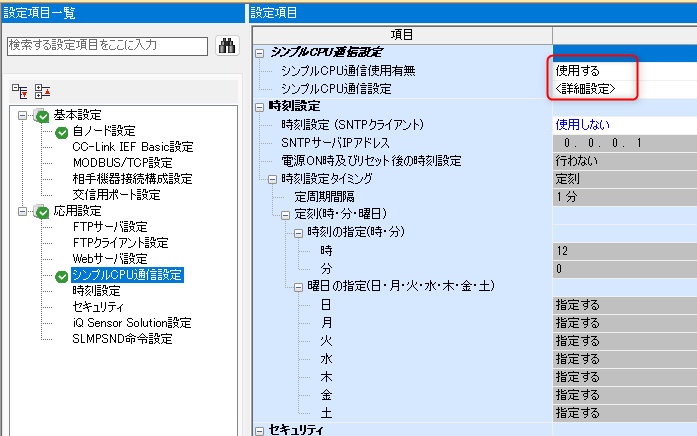 設定項目一覧
検索する設定項目をここに入力
基本設定
自ノード設定
CC-Link IEF Basic設定
MODBUS/TCP設定
相手機器接続構成設定
交信用ポート設定
応用設定
FTPサーバ設定
FTPクライアント設定
Webサーバ設定
シンプルCPU通信設定
時刻設定
セキュリティ
iQ Sensor Solution設定
SLMPSND命令設定
設定項目
項目
シンプルCPU通信設定
シンプルCPU通信使用有無 使用する
シンプルCPU通信設定 <詳細設定>
時刻設定
時刻設定 (SNTPクライアント) 使用しない
SNTPサーバIPアドレス 0 . 0 . 0 . 1
電源ON時及びリセット後の時刻設定 行わない
時刻設定タイミング 定刻
定周期間隔 1 分
定刻(時・分・曜日)
時刻の指定(時・分)
時 12
分 0
曜日の指定(日・月・火・水・木・金・土)
日 指定する
月 指定する
火 指定する
水 指定する
木 指定する
金 指定する
土 指定する
セキュリティ